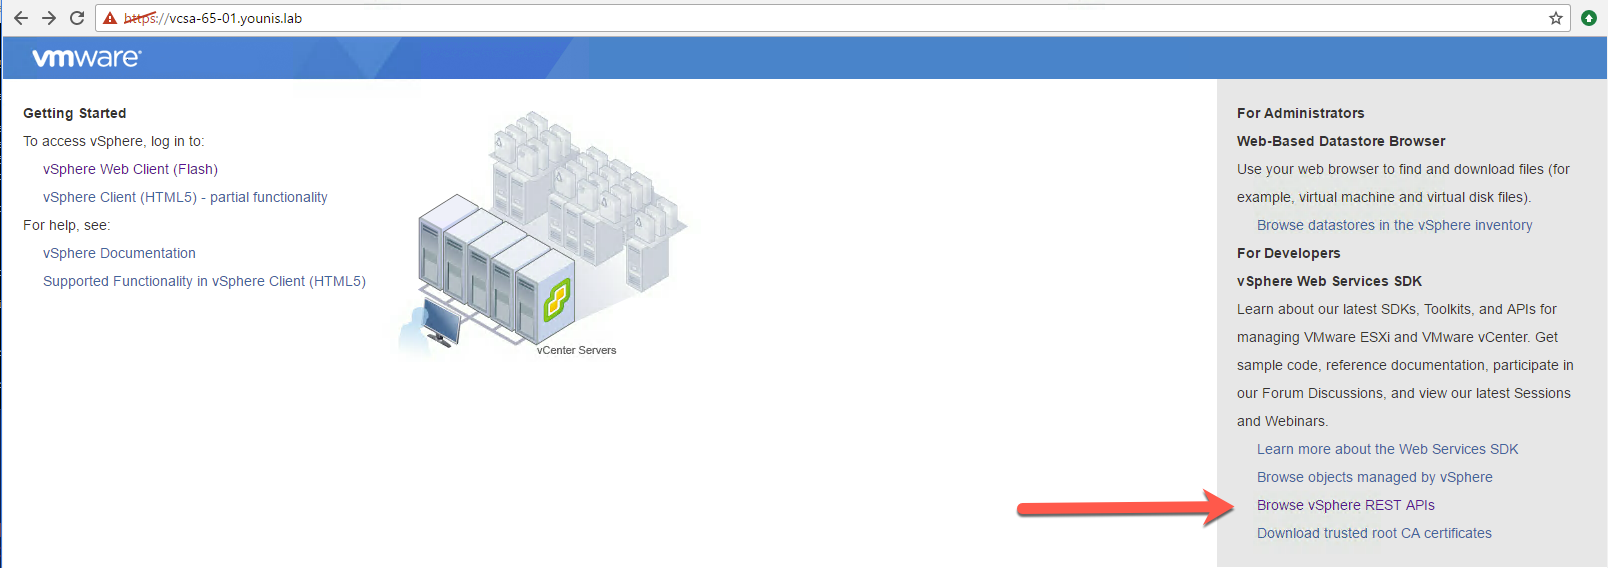 https://vcsa-65-01.younis.lab
vmware®
Getting Started
To access vSphere, log in to:
vSphere Web Client (Flash)
vSphere Client (HTML5) - partial functionality
For help, see:
vSphere Documentation
Supported Functionality in vSphere Client (HTML5)
vCenter Servers
For Administrators
Web-Based Datastore Browser
Use your web browser to find and download files (for
example, virtual machine and virtual disk files).
Browse datastores in the vSphere inventory
For Developers
vSphere Web Services SDK
Learn about our latest SDKs, Toolkits, and APIs for
managing VMware ESXi and VMware vCenter. Get
sample code, reference documentation, participate in
our Forum Discussions, and view our latest Sessions
and Webinars.
Learn more about the Web Services SDK
Browse objects managed by vSphere
Browse vSphere REST APIs
Download trusted root CA certificates